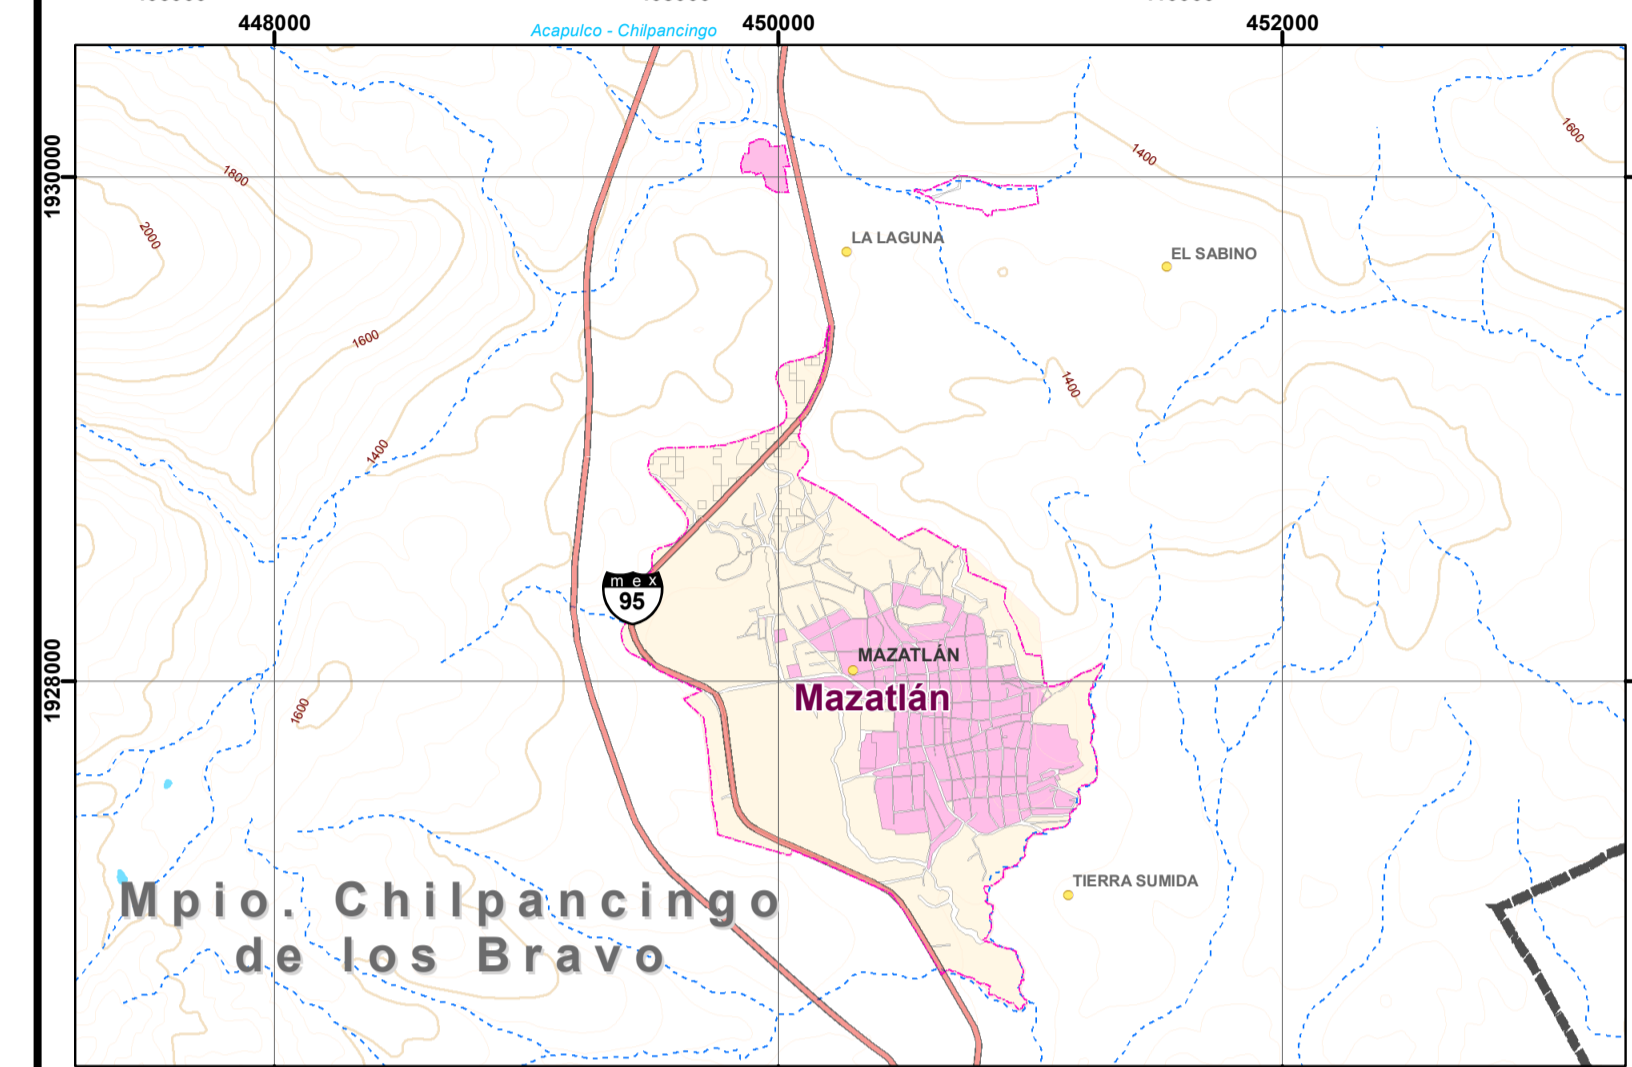 448000
450000
452000
Acapulco - Chilpancingo
1600
1400
1930000
1800
2000
LA LAGUNA
EL SABINO
1600
1400
1400
mex
95
MAZATLÁN
1928000
Mazatlán
1600
TIERRA SUMIDA
Mpio. Chilpancingo
de los Bravo